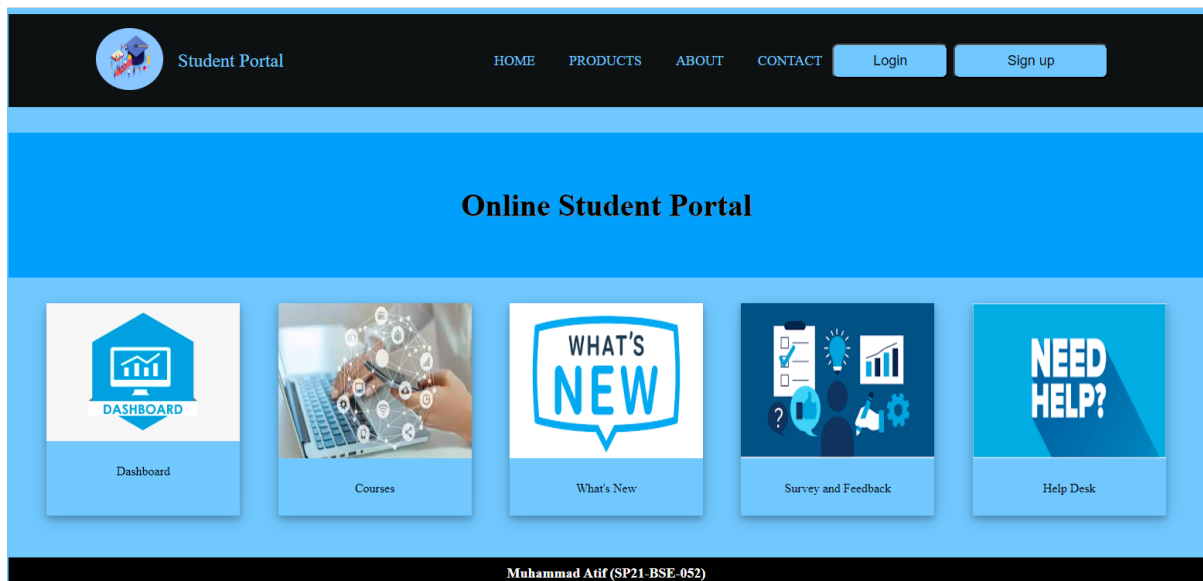 Student Portal
HOME PRODUCTS ABOUT CONTACT Login Sign up
Online Student Portal
DASHBOARD
WHAT'S
NEW
?
NEED
HELP?
Dashboard
Courses
What's New
Survey and Feedback
Help Desk
Muhammad Atif (SP21-BSE-052)